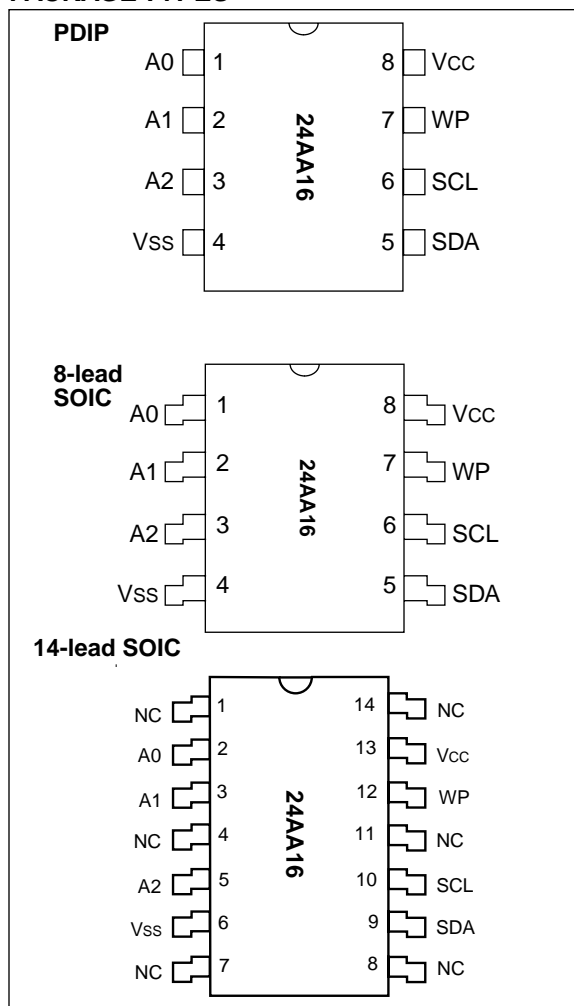 PDIP
A0 1 8 VCC
A1 2 7 WP
24AA16
A2 3 6 SCL
VSS 4 5 SDA
8-lead
SOIC
A0 1 8 VCC
A1 2 7 WP
24AA16
A2 3 6 SCL
VSS 4 5 SDA
14-lead SOIC
NC 1 14 NC
A0 2 13 VCC
A1 3 12 WP
24AA16
NC 4 11 NC
A2 5 10 SCL
VSS 6 9 SDA
NC 7 8 NC